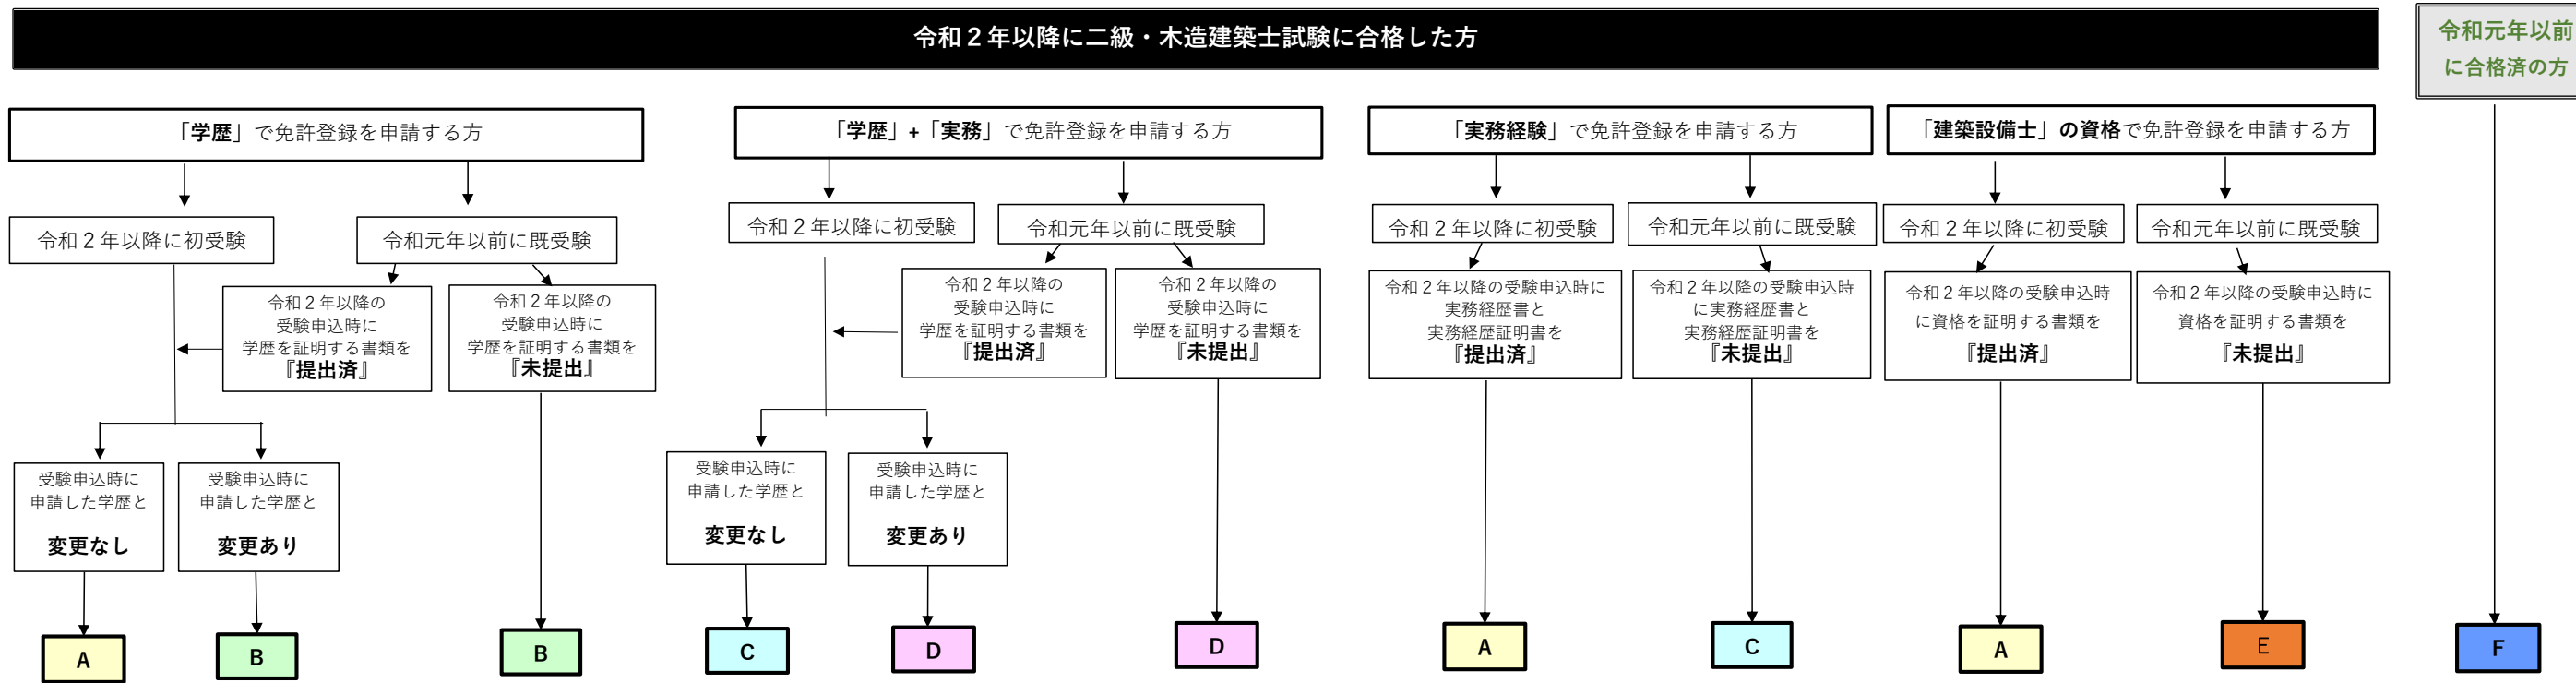 令和２年以降に二級・木造建築士試験に合格した方
令和元年以前
に合格済の方
「学歴」で免許登録を申請する方
「学歴」+「実務」で免許登録を申請する方
「実務経験」で免許登録を申請する方
「建築設備士」の資格で免許登録を申請する方
令和２年以降に初受験
令和元年以前に既受験
令和２年以降に初受験
令和元年以前に既受験
令和２年以降に初受験
令和元年以前に既受験
令和２年以降に初受験
令和元年以前に既受験
令和２年以降の
受験申込時に
学歴を証明する書類を
『提出済』
令和２年以降の
受験申込時に
学歴を証明する書類を
『未提出』
令和２年以降の
受験申込時に
学歴を証明する書類を
『提出済』
令和２年以降の
受験申込時に
学歴を証明する書類を
『未提出』
令和２年以降の受験申込時に
実務経歴書と
実務経歴証明書を
『提出済』
令和２年以降の受験申込時
に実務経歴書と
実務経歴証明書を
『未提出』
令和２年以降の受験申込時
に資格を証明する書類を
『提出済』
令和２年以降の受験申込時に
資格を証明する書類を
『未提出』
受験申込時に
申請した学歴と
変更なし
受験申込時に
申請した学歴と
変更あり
受験申込時に
申請した学歴と
変更なし
受験申込時に
申請した学歴と
変更あり
A
B
B
C
D
D
A
C
A
E
F